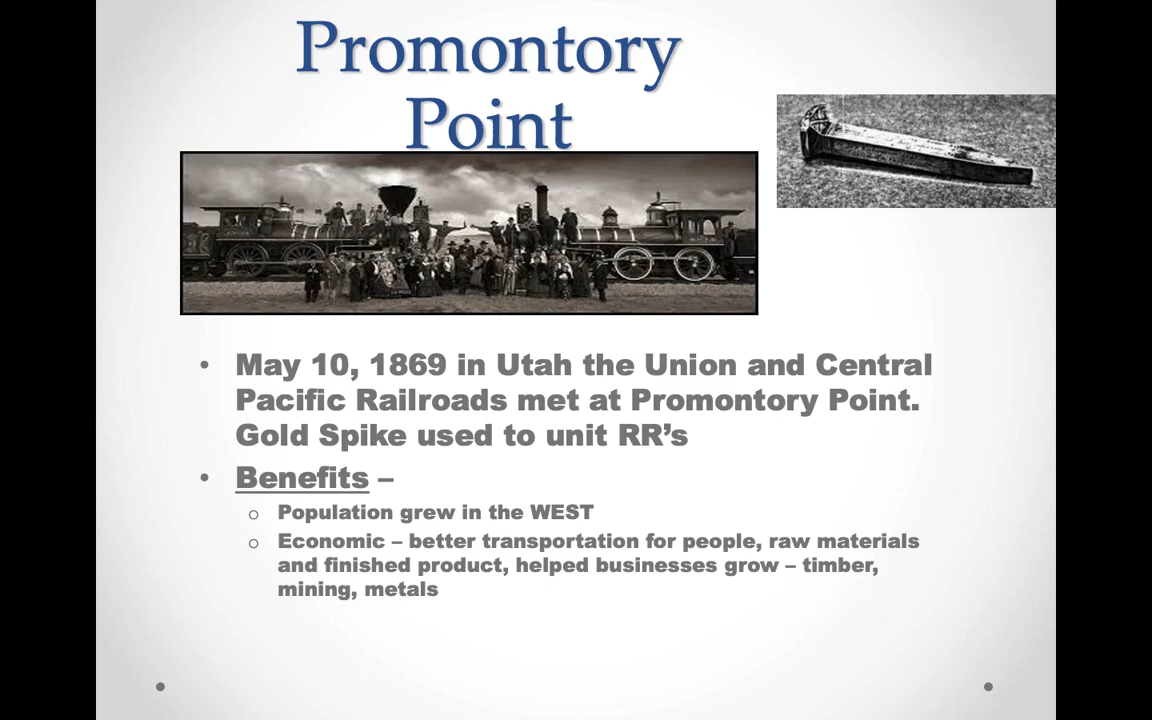 Promontory
Point
• May 10, 1869 in Utah the Union and Central
Pacific Railroads met at Promontory Point.
Gold Spike used to unit RR’s
• Benefits –
o Population grew in the WEST
o Economic – better transportation for people, raw materials
and finished product, helped businesses grow – timber,
mining, metals